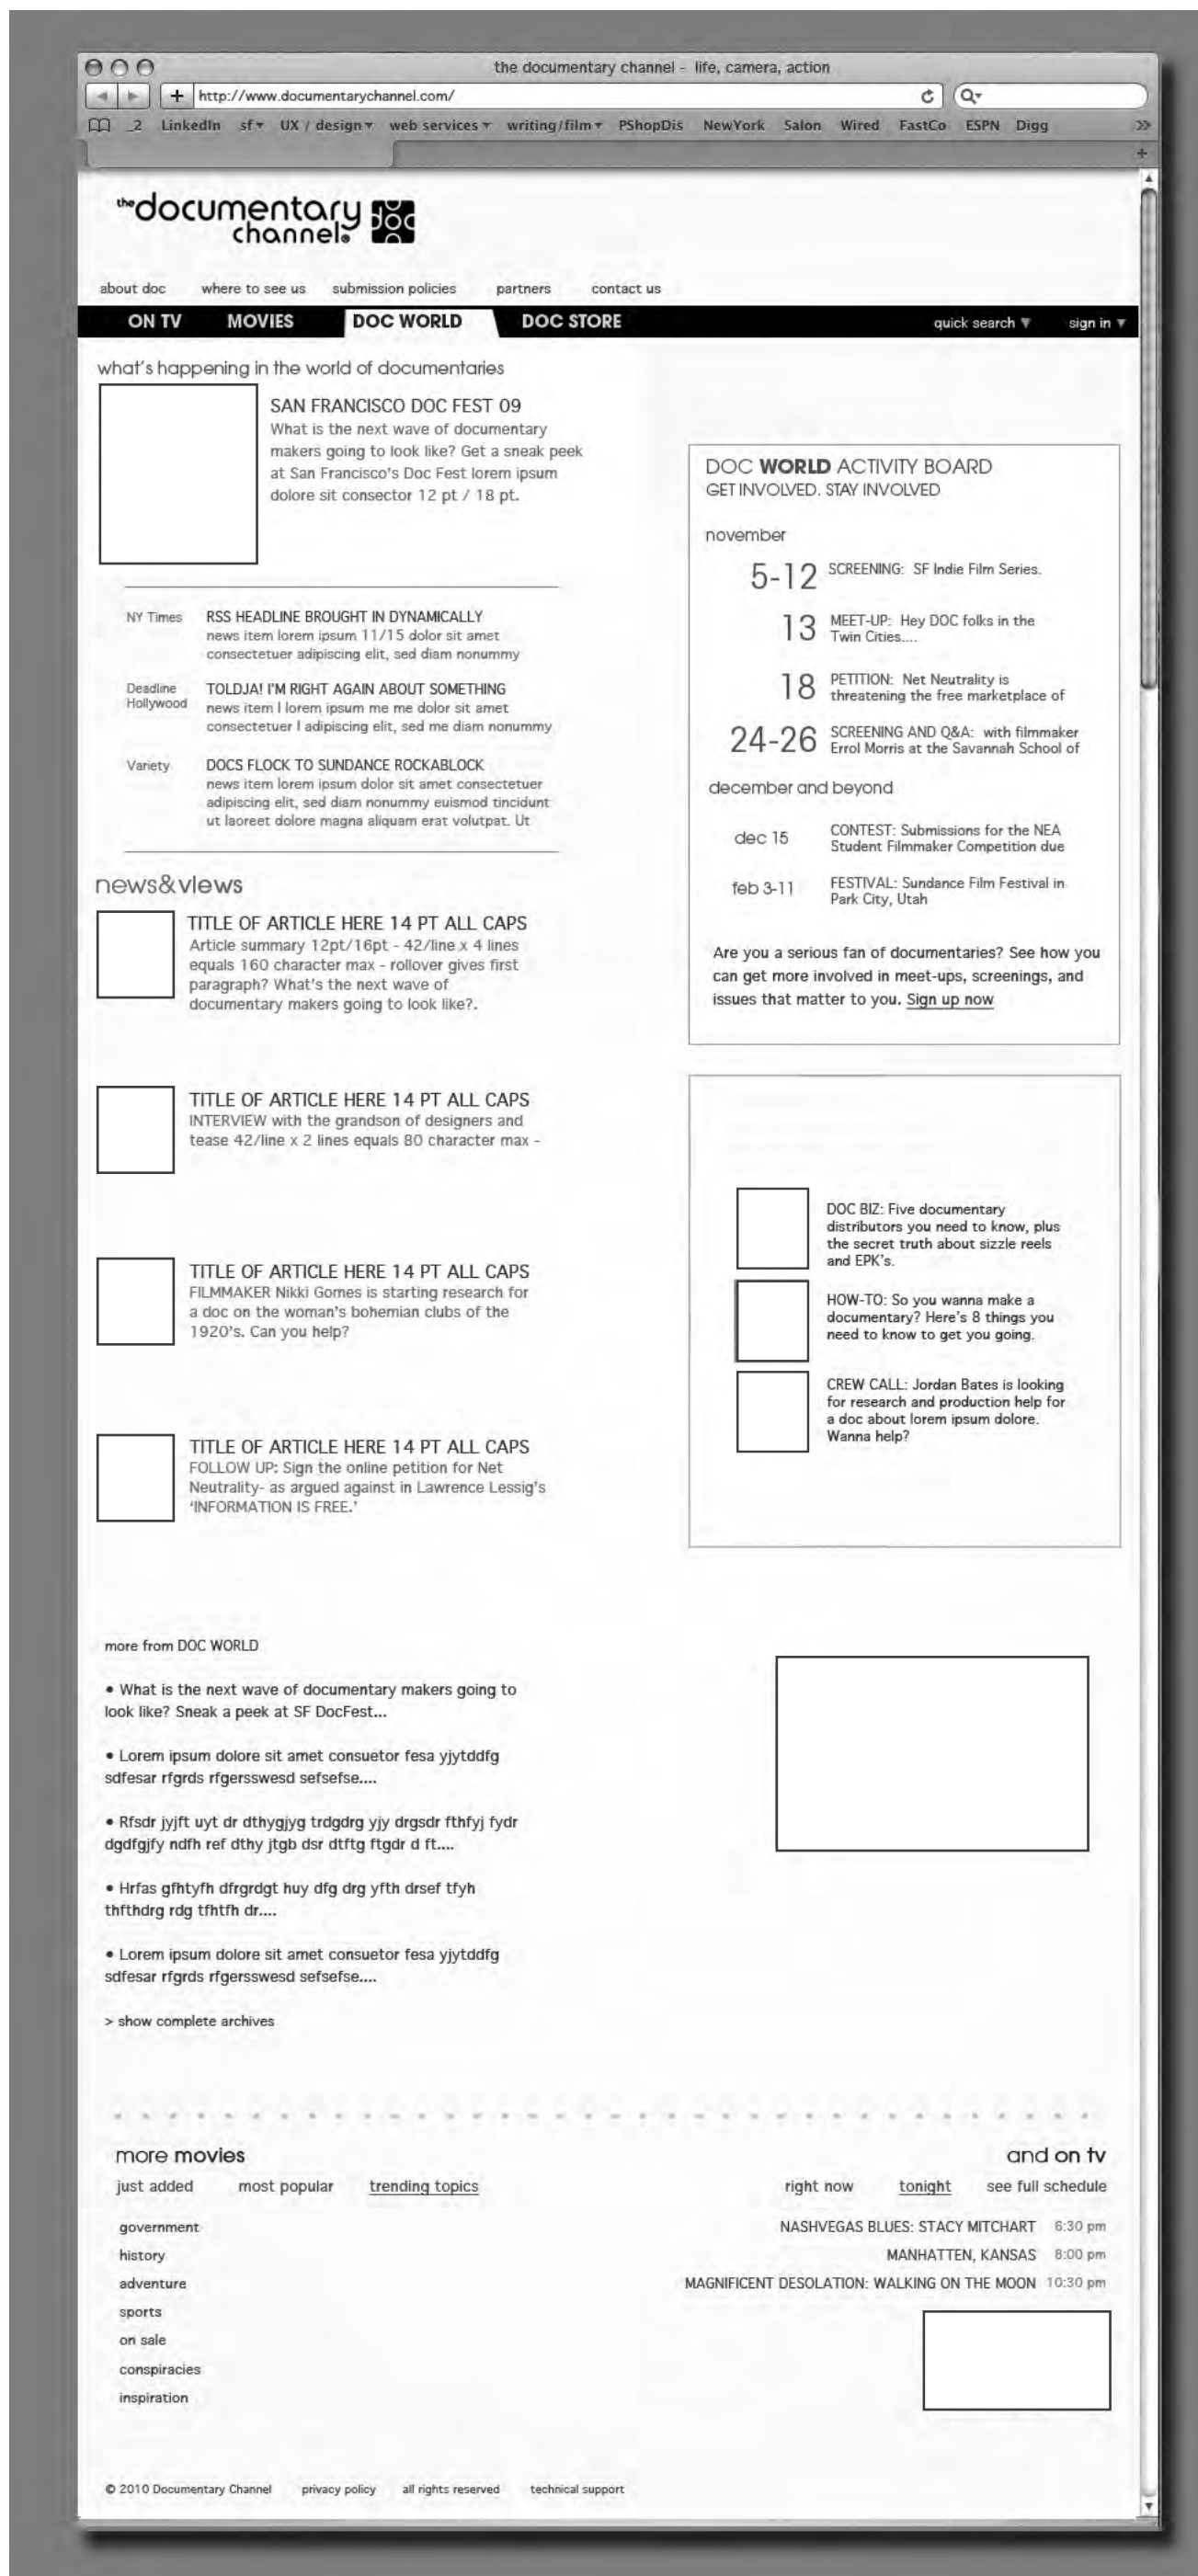 the documentary channel - life, camera, action
http://www.documentarychannel.com/
_2 LinkedIn sf UX / design web services writing/film PShopDis NewYork Salon Wired FastCo ESPN Digg
the documentary channel doc
about doc where to see us submission policies partners contact us
ON TV MOVIES DOC WORLD DOC STORE quick search sign in
what's happening in the world of documentaries
SAN FRANCISCO DOC FEST 09
What is the next wave of documentary
makers going to look like? Get a sneak peek
at San Francisco's Doc Fest lorem ipsum
dolore sit consector 12 pt / 18 pt.
NY Times RSS HEADLINE BROUGHT IN DYNAMICALLY
news item lorem ipsum 11/15 dolor sit amet
consectetuer adipiscing elit, sed diam nonummy
Deadline
Hollywood
TOLDJA! I'M RIGHT AGAIN ABOUT SOMETHING
news item I lorem ipsum me me dolor sit amet
consectetuer I adipiscing elit, sed me diam nonummy
Variety DOCS FLOCK TO SUNDANCE ROCKABLOCK
news item lorem ipsum dolor sit amet consectetuer
adipiscing elit, sed diam nonummy euismod tincidunt
ut laoreet dolore magna aliquam erat volutpat. Ut
news&views
TITLE OF ARTICLE HERE 14 PT ALL CAPS
Article summary 12pt/16pt - 42/line x 4 lines
equals 160 character max - rollover gives first
paragraph? What's the next wave of
documentary makers going to look like?.
TITLE OF ARTICLE HERE 14 PT ALL CAPS
INTERVIEW with the grandson of designers and
tease 42/line x 2 lines equals 80 character max -
TITLE OF ARTICLE HERE 14 PT ALL CAPS
FILMMAKER Nikki Gomes is starting research for
a doc on the woman's bohemian clubs of the
1920's. Can you help?
TITLE OF ARTICLE HERE 14 PT ALL CAPS
FOLLOW UP: Sign the online petition for Net
Neutrality- as argued against in Lawrence Lessig's
'INFORMATION IS FREE.'
DOC WORLD ACTIVITY BOARD
GET INVOLVED. STAY INVOLVED
november
5-12 SCREENING: SF Indie Film Series.
13 MEET-UP: Hey DOC folks in the
Twin Cities....
18 PETITION: Net Neutrality is
threatening the free marketplace of
24-26 SCREENING AND Q&A: with filmmaker
Errol Morris at the Savannah School of
december and beyond
dec 15 CONTEST: Submissions for the NEA
Student Filmmaker Competition due
feb 3-11 FESTIVAL: Sundance Film Festival in
Park City, Utah
Are you a serious fan of documentaries? See how you
can get more involved in meet-ups, screenings, and
issues that matter to you. Sign up now
DOC BIZ: Five documentary
distributors you need to know, plus
the secret truth about sizzle reels
and EPK's.
HOW-TO: So you wanna make a
documentary? Here's 8 things you
need to know to get you going.
CREW CALL: Jordan Bates is looking
for research and production help for
a doc about lorem ipsum dolore.
Wanna help?
more from DOC WORLD
• What is the next wave of documentary makers going to
look like? Sneak a peek at SF DocFest...
• Lorem ipsum dolore sit amet consuetor fesa yjytddfg
sdfesar rfgrds rfgersswesd sefsefse....
• Rfsdr jyjft uyt dr dthygjyg trdgdrg yjy drgsdr fthfyj fydr
dgdfgjfy ndfh ref dthy jtgb dsr dtftg ftgdr d ft....
• Hrfas gfhtyfh dfrgrdgt huy dfg drg yfth drsef tfyh
thfthdrg rdg tfhtfh dr....
• Lorem ipsum dolore sit amet consuetor fesa yjytddfg
sdfesar rfgrds rfgersswesd sefsefse....
> show complete archives
more movies
just added most popular trending topics
government
history
adventure
sports
on sale
conspiracies
inspiration
and on tv
right now tonight see full schedule
NASHVEGAS BLUES: STACY MITCHART 6:30 pm
MANHATTEN, KANSAS 8:00 pm
MAGNIFICENT DESOLATION: WALKING ON THE MOON 10:30 pm
© 2010 Documentary Channel privacy policy all rights reserved technical support